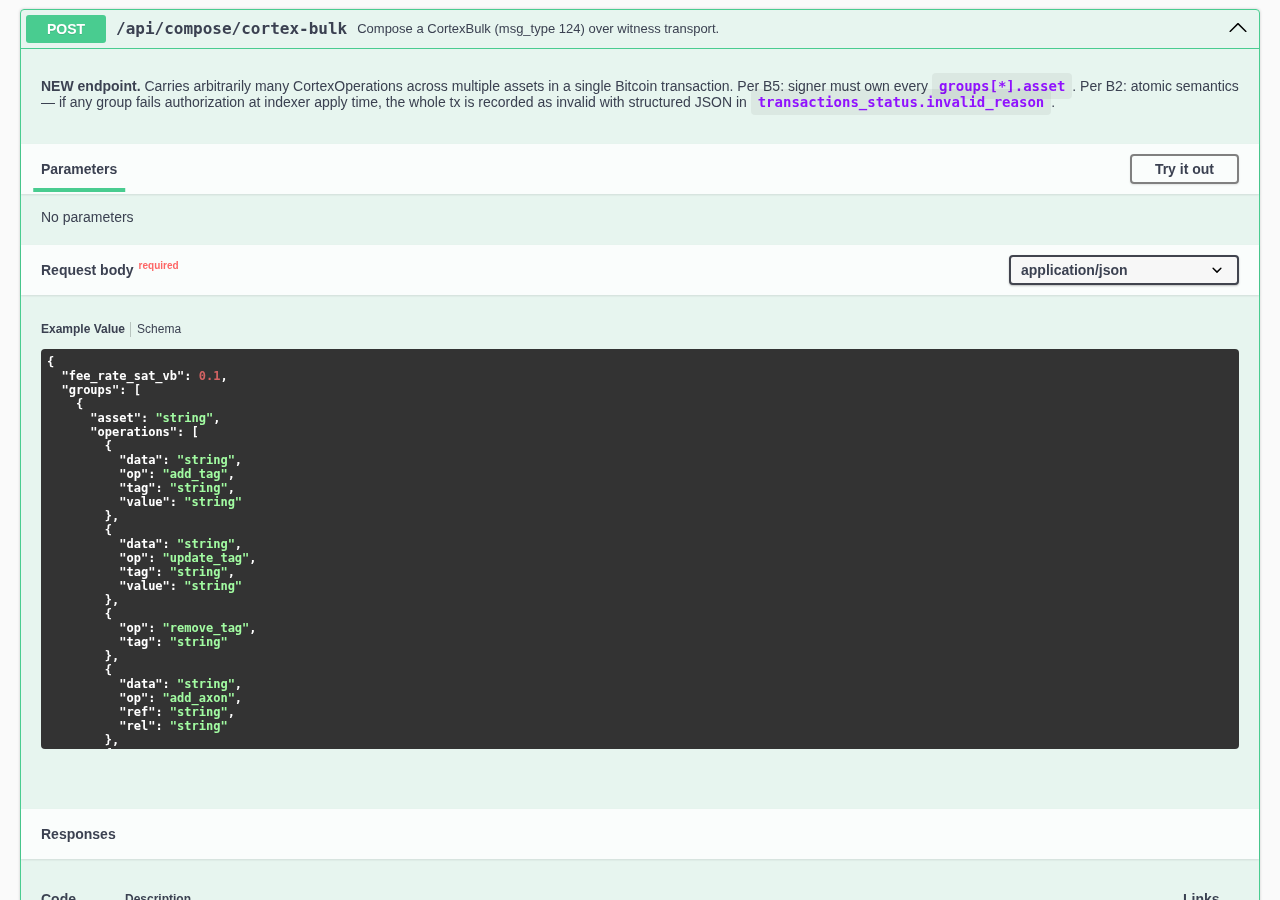 POST /api/compose/cortex-bulk Compose a CortexBulk (msg_type 124) over witness transport.
NEW endpoint. Carries arbitrarily many CortexOperations across multiple assets in a single Bitcoin transaction. Per B5: signer must own every groups[*].asset . Per B2: atomic semantics
— if any group fails authorization at indexer apply time, the whole tx is recorded as invalid with structured JSON in transactions_status.invalid_reason .
Parameters
Try it out
No parameters
Request body required
application/json
Example Value Schema
{
  "fee_rate_sat_vb": 0.1,
  "groups": [
    {
      "asset": "string",
      "operations": [
        {
          "data": "string",
          "op": "add_tag",
          "tag": "string",
          "value": "string"
        },
        {
          "data": "string",
          "op": "update_tag",
          "tag": "string",
          "value": "string"
        },
        {
          "op": "remove_tag",
          "tag": "string"
        },
        {
          "data": "string",
          "op": "add_axon",
          "ref": "string",
          "rel": "string"
        },
Responses
Code Description Links